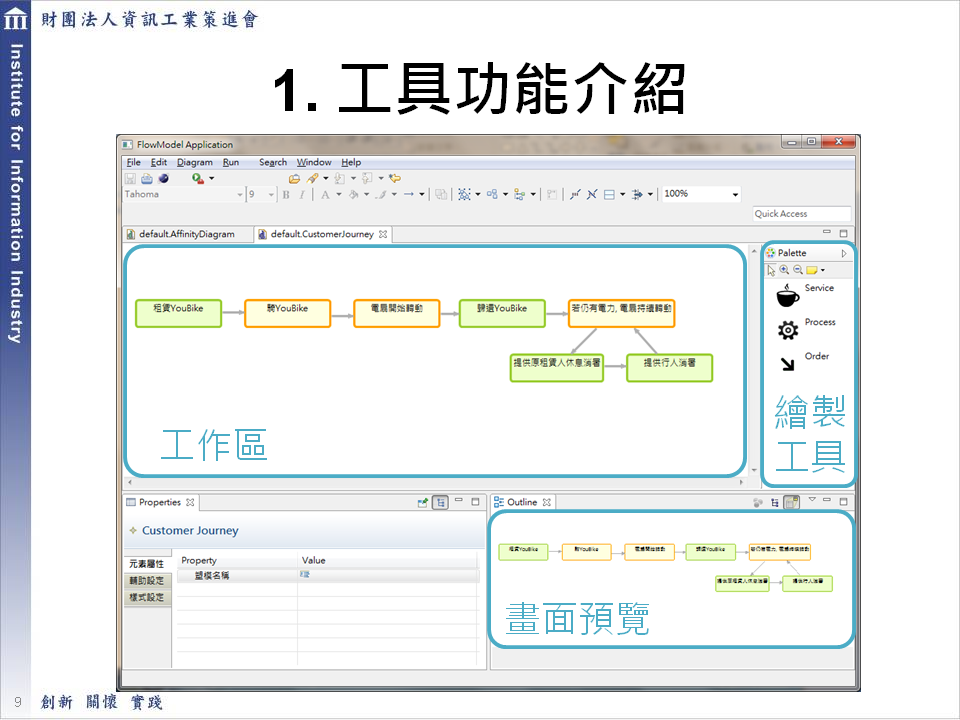 財團法人資訊工業策進會
Institute for Information Industry
1. 工具功能介紹
FlowModel Application
File Edit Diagram Run Search Window Help
Tahoma 9 B I A 100%
Quick Access
default.AffinityDiagram default.CustomerJourney
Palette
Service
Process
Order
租賃YouBike 騎YouBike 電扇開始轉動 歸還YouBike 若仍有電力, 電扇持續轉動
提供原租賃人休息消署 提供行人消署
工作區
繪製
工具
Properties
Customer Journey
元素屬性
輔助設定
樣式設定
Property Value
塑模名稱
Outline
租賃YouBike 騎YouBike 電扇開始轉動 歸還YouBike 若仍有電力, 電扇持續轉動
提供原租賃人休息消署 提供行人消署
畫面預覽
9 創新 關懷 實踐